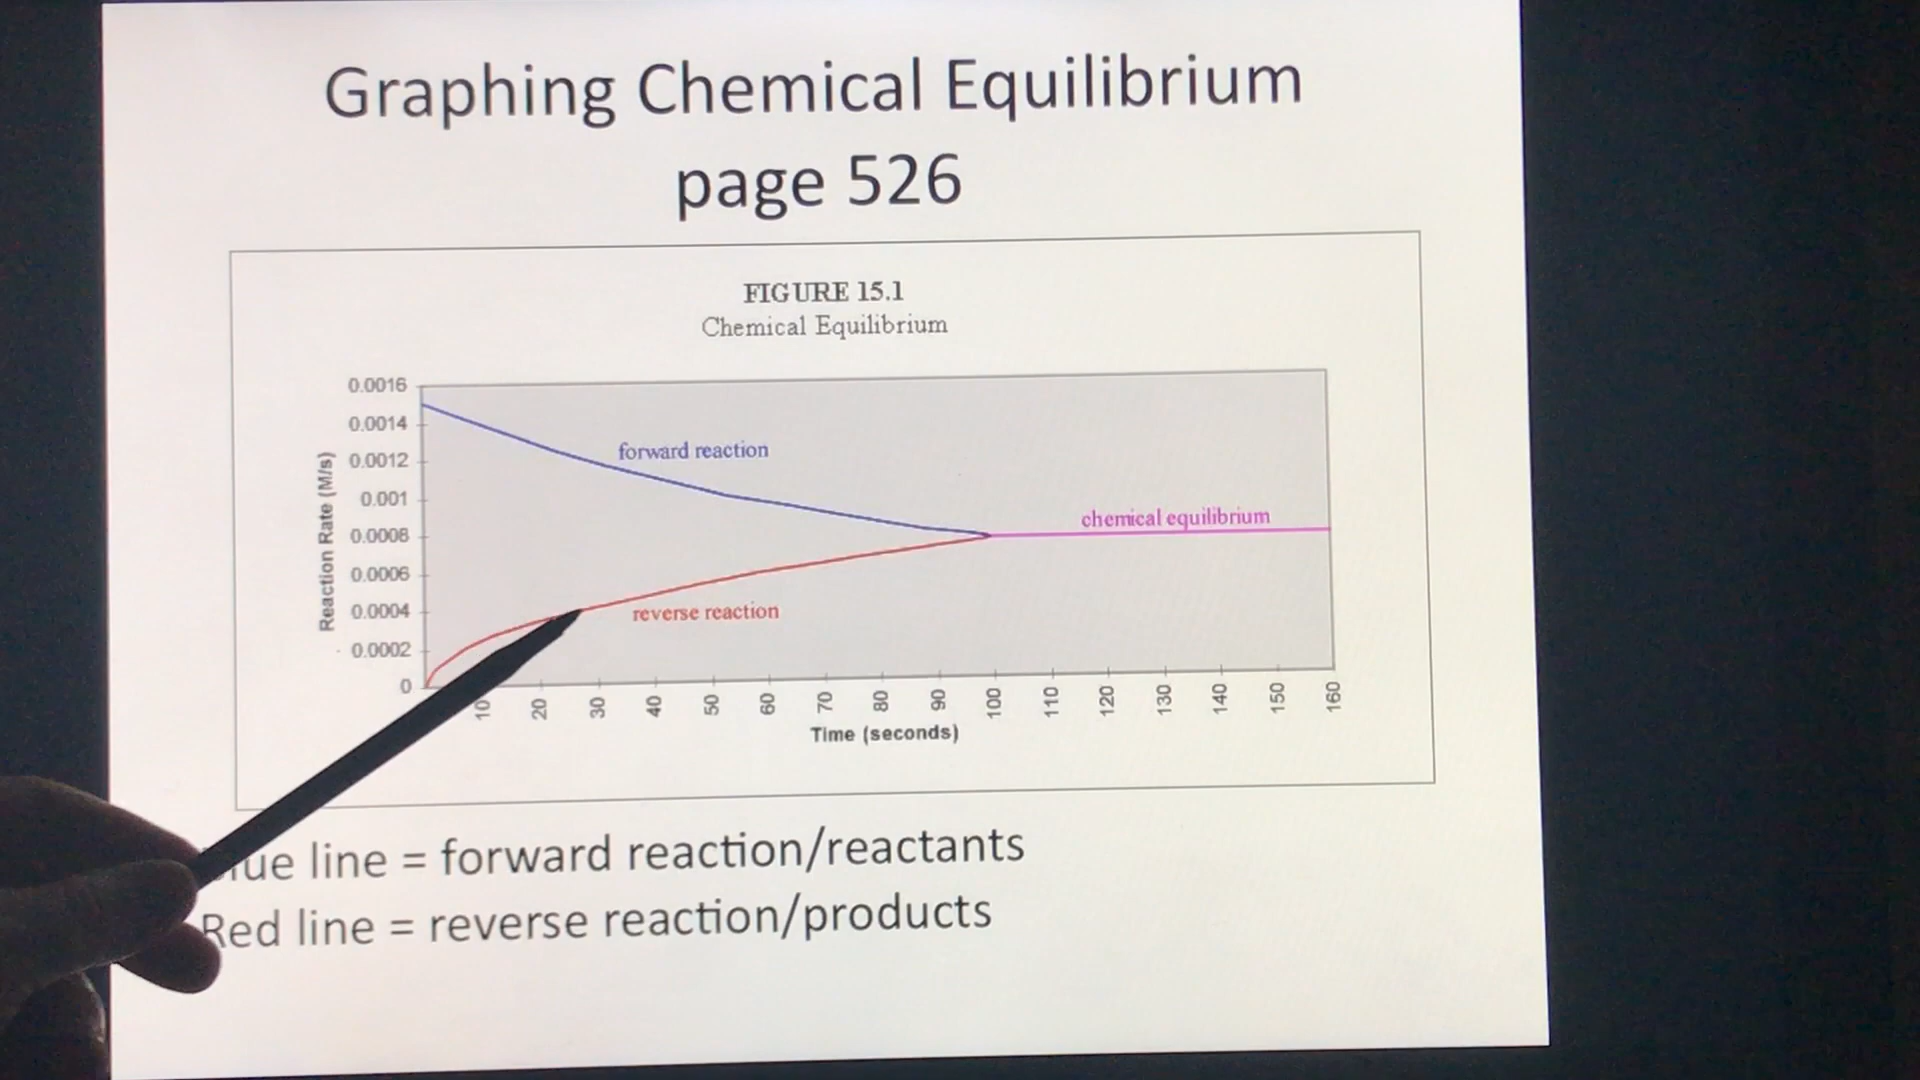 Graphing Chemical Equilibrium
page 526
FIGURE 15.1
Chemical Equilibrium
0.0016
0.0014
0.0012
0.001
0.0008
0.0006
0.0004
0.0002
0
Reaction Rate (M/s)
forward reaction
chemical equilibrium
reverse reaction
10 20 30 40 50 60 70 80 90 100 110 120 130 140 150 160
Time (seconds)
line = forward reaction/reactants
Red line = reverse reaction/products